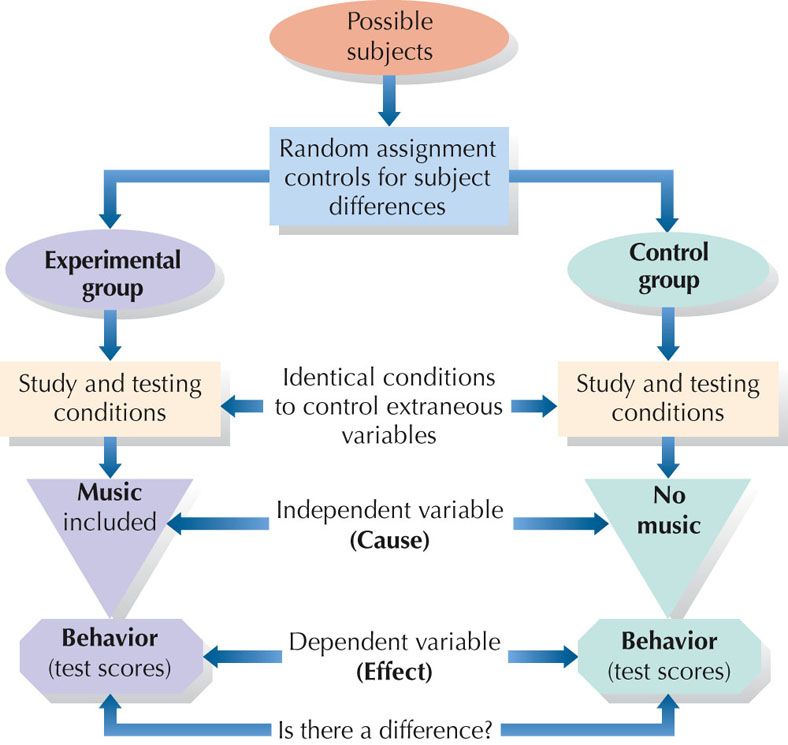 Possible
subjects
Random assignment
controls for subject
differences
Experimental
group
Control
group
Study and testing
conditions
Identical conditions
to control extraneous
variables
Study and testing
conditions
Music
included
Independent variable
(Cause)
No
music
Behavior
(test scores)
Dependent variable
(Effect)
Behavior
(test scores)
Is there a difference?